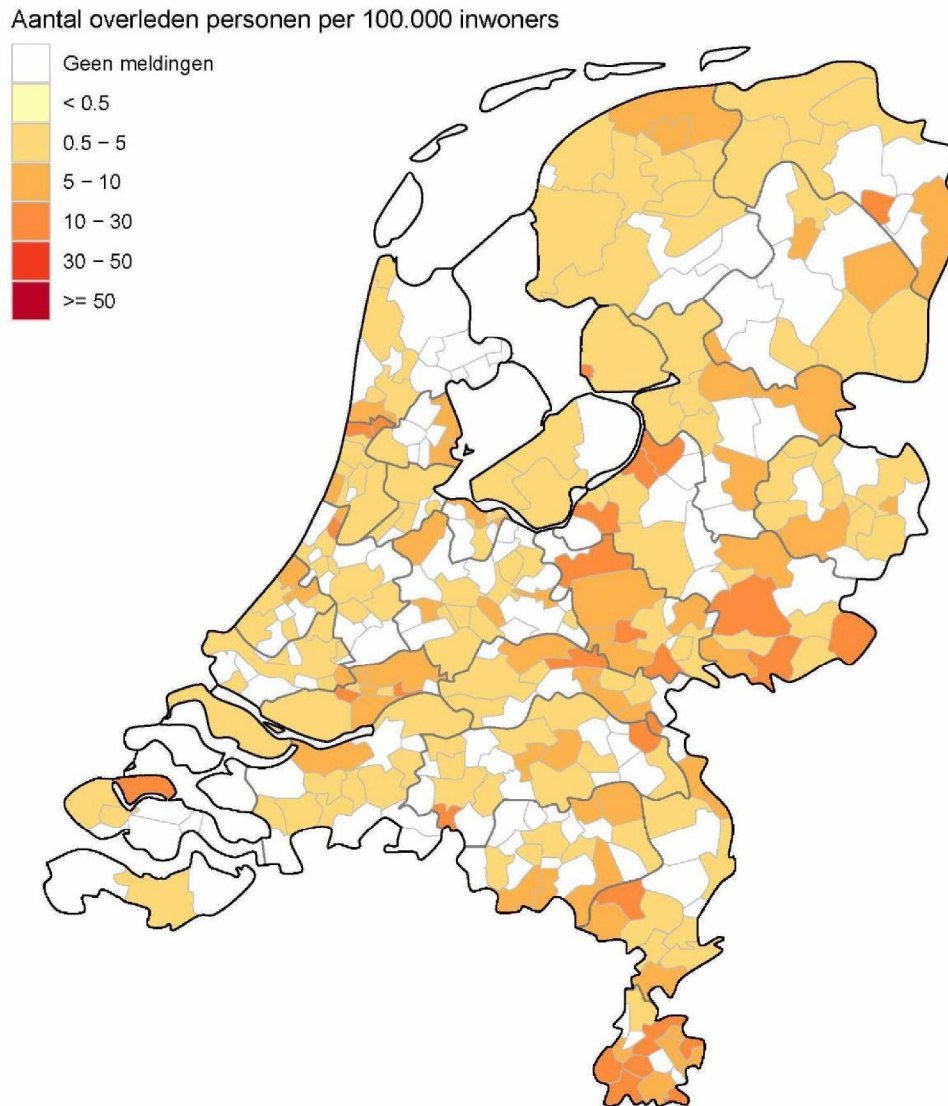 Aantal overleden personen per 100.000 inwoners
Geen meldingen
< 0.5
0.5 − 5
5 − 10
10 − 30
30 − 50
>= 50